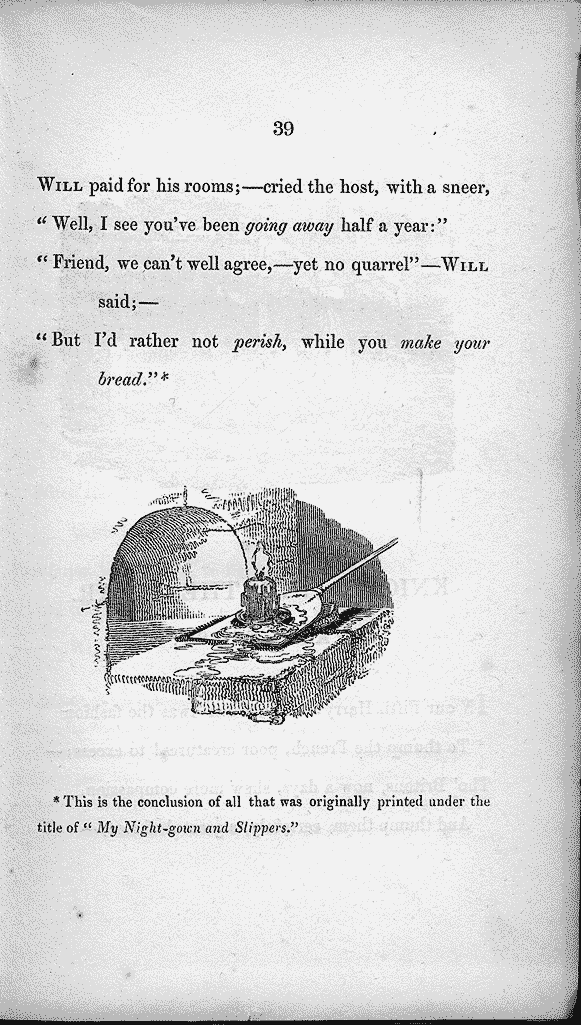 39
WILL paid for his rooms;—cried the host, with a sneer,
“Well, I see you've been going away half a year:”
“Friend, we can't well agree,—yet no quarrel”—WILL
said;—
“But I'd rather not perish, while you make your
bread.”*
* This is the conclusion of all that was originally printed under the
title of “My Night-gown and Slippers.”